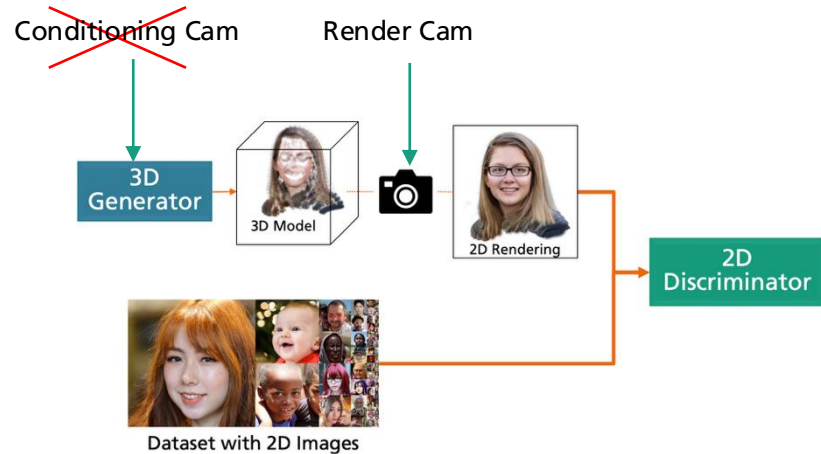 Conditioning Cam
Render Cam
3D
Generator
3D Model
2D Rendering
2D
Discriminator
Dataset with 2D Images